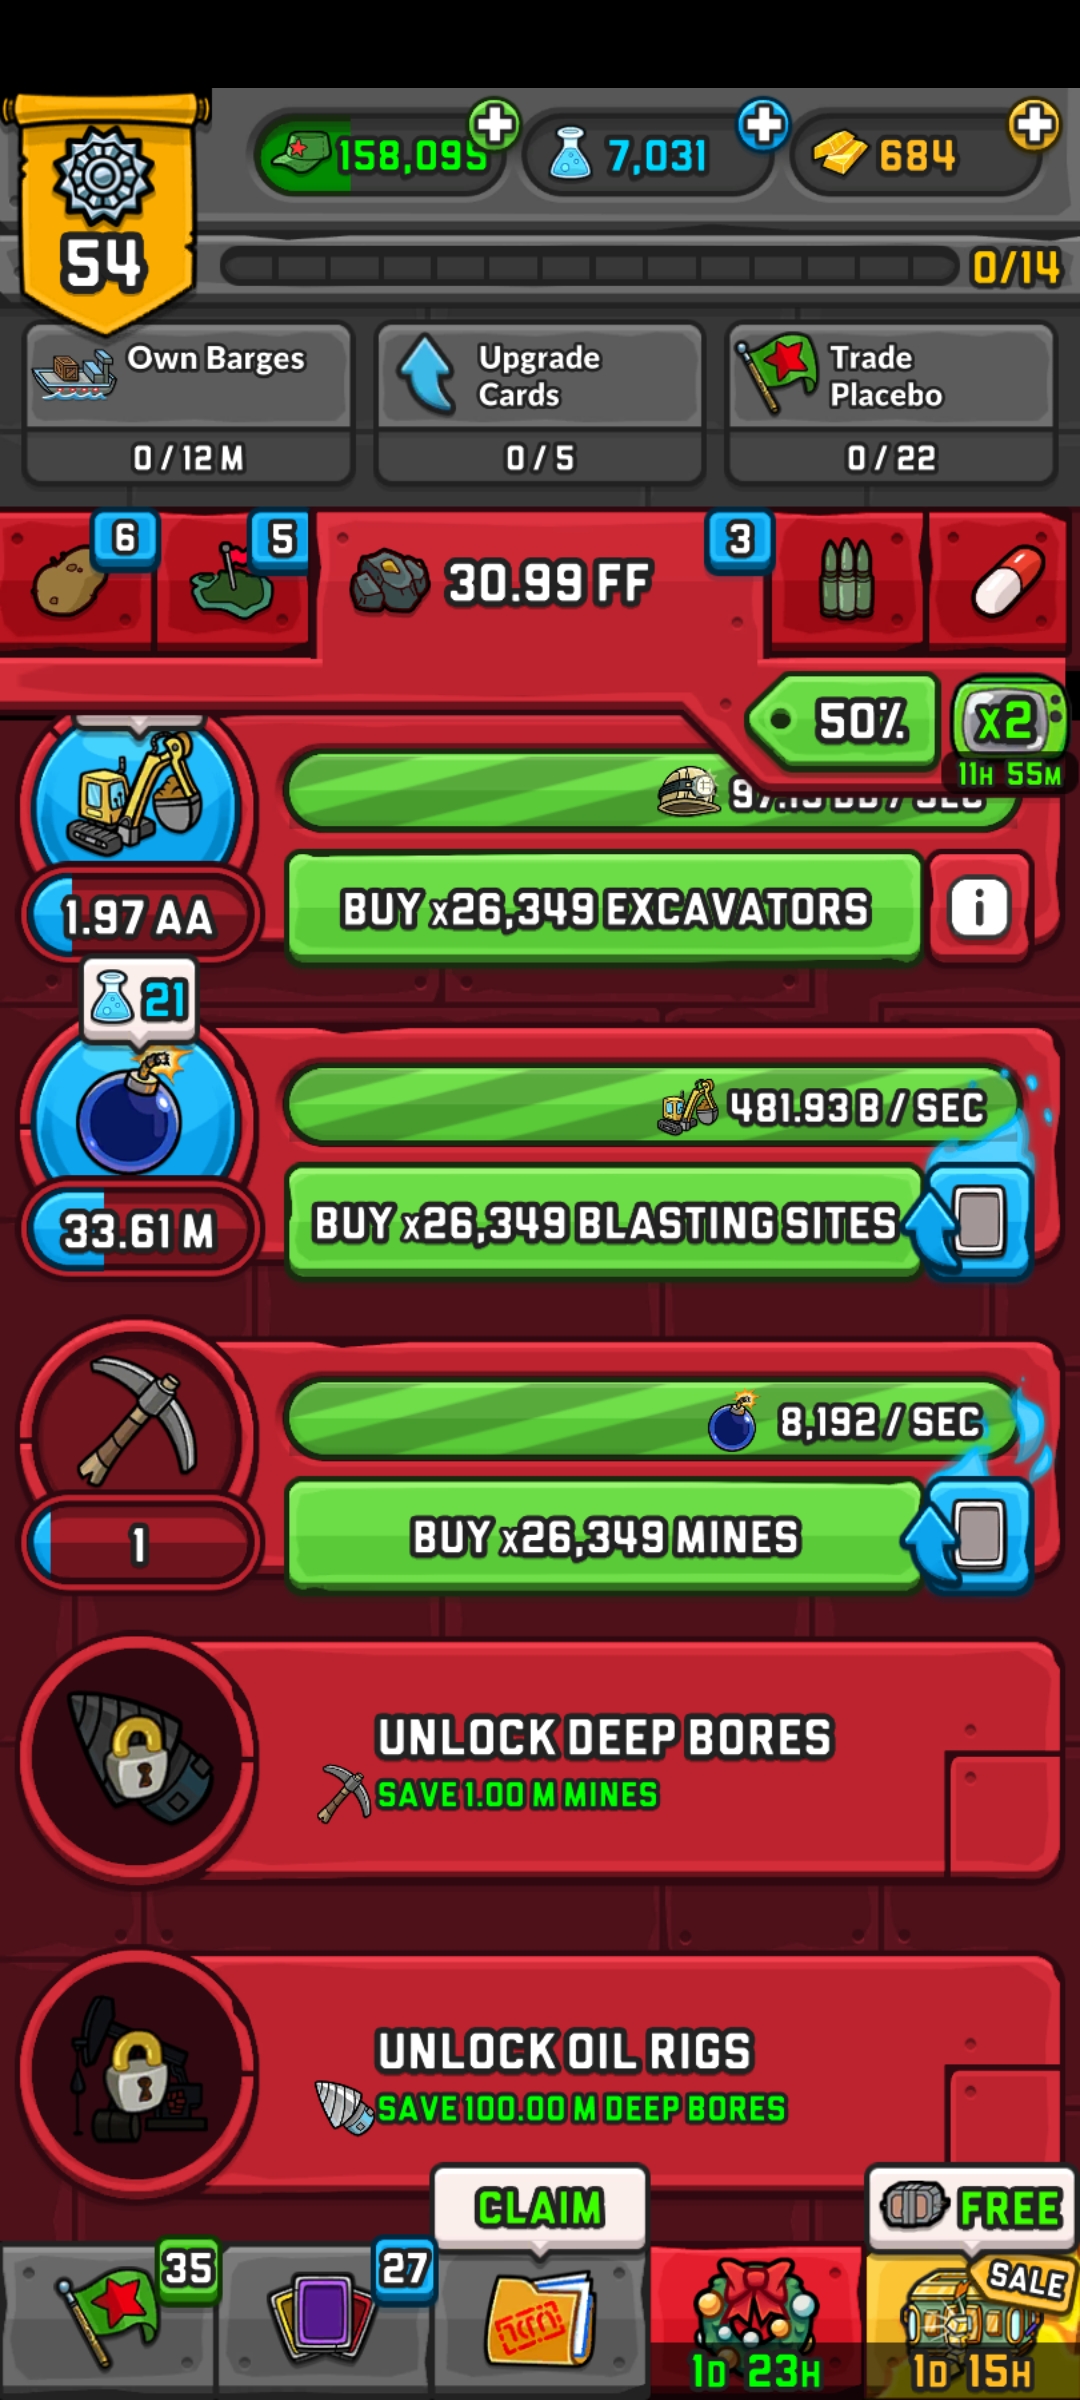 158,095
7,031
684
54
0/14
Own Barges
0 / 12 M
Upgrade
Cards
0 / 5
Trade
Placebo
0 / 22
6
5
30.99 FF
3
50%
x2
11H 55M
/ SEC
1.97 AA
BUY x26,349 EXCAVATORS
i
21
481.93 B / SEC
33.61 M
BUY x26,349 BLASTING SITES
8,192 / SEC
1
BUY x26,349 MINES
UNLOCK DEEP BORES
SAVE 1.00 M MINES
UNLOCK OIL RIGS
SAVE 100.00 M DEEP BORES
CLAIM
FREE
35
27
SALE
1D 23H
1D 15H